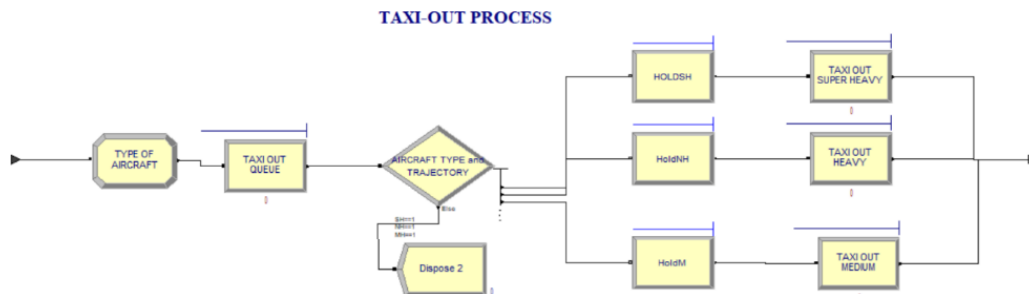 TAXI-OUT PROCESS
TYPE OF
AIRCRAFT
TAXI OUT
QUEUE
0
AIRCRAFT TYPE and
TRAJECTORY
Else
Dispose 2
0
HOLDSH
TAXI OUT
SUPER HEAVY
0
HoldNH
TAXI OUT
HEAVY
0
HoldM
TAXI OUT
MEDIUM